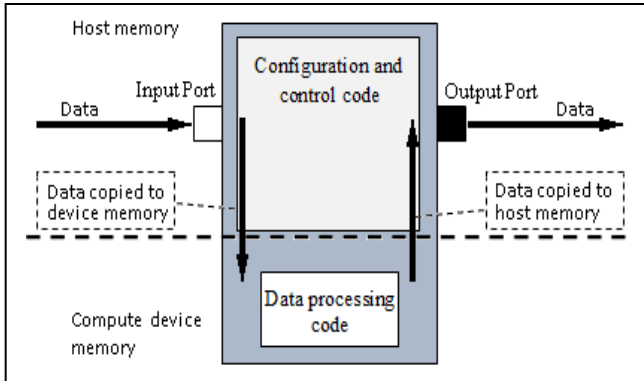 Host memory
Configuration and
control code
Input Port
Output Port
Data
Data
Data copied to
device memory
Data copied to
host memory
Data processing
code
Compute device
memory